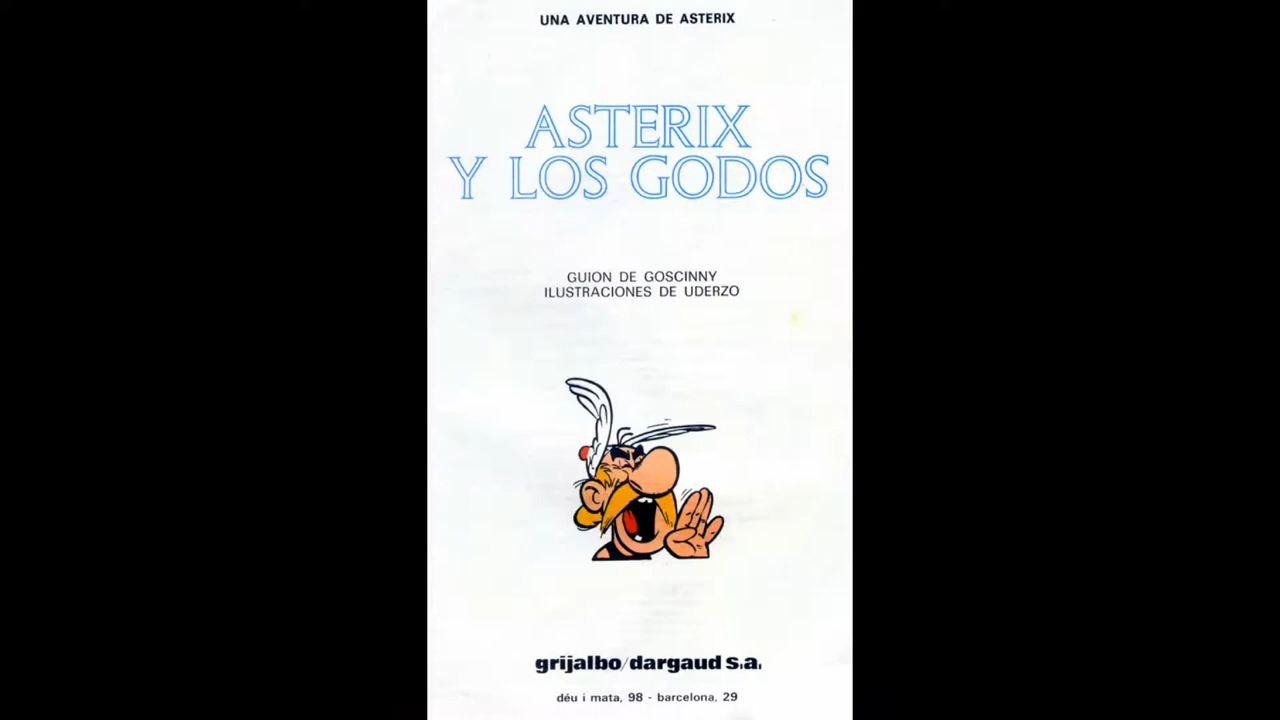 UNA AVENTURA DE ASTERIX
ASTERIX
Y LOS GODOS
GUION DE GOSCINNY
ILUSTRACIONES DE UDERZO
grijalbo/dargaud s.a.
déu i mata, 98 - barcelona, 29